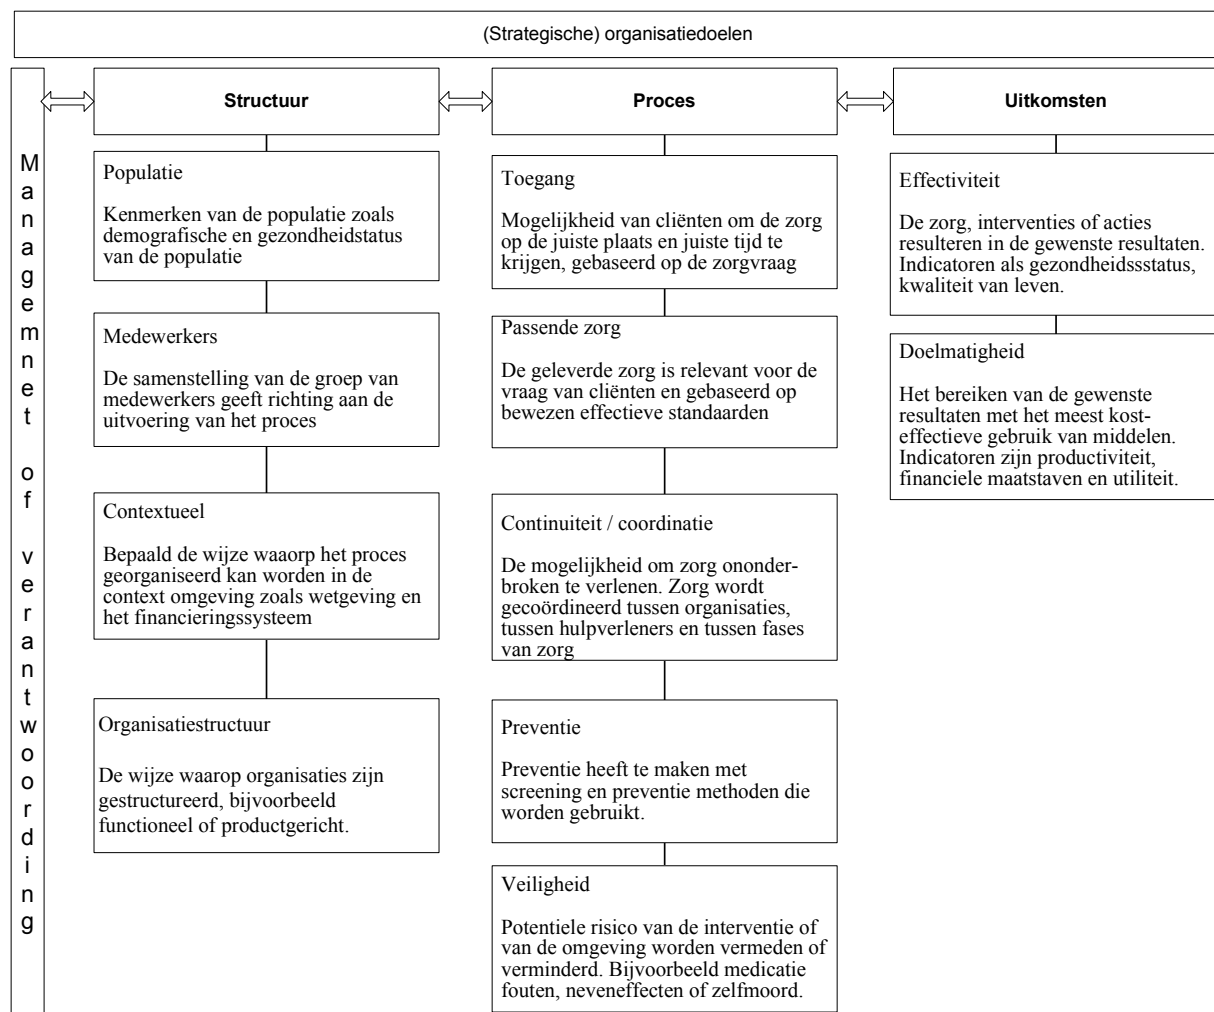 (Strategische) organisatiedoelen
Managemnet of verantwoording
Structuur
Populatie
Kenmerken van de populatie zoals
demografische en gezondheidstatus
van de populatie
Medewerkers
De samenstelling van de groep van
medewerkers geeft richting aan de
uitvoering van het proces
Contextueel
Bepaald de wijze waaorp het proces
georganiseerd kan worden in de
context omgeving zoals wetgeving en
het financieringssysteem
Organisatiestructuur
De wijze waarop organisaties zijn
gestructureerd, bijvoorbeeld
functioneel of productgericht.
Proces
Toegang
Mogelijkheid van cliënten om de zorg
op de juiste plaats en juiste tijd te
krijgen, gebaseerd op de zorgvraag
Passende zorg
De geleverde zorg is relevant voor de
vraag van cliënten en gebaseerd op
bewezen effectieve standaarden
Continuiteit / coordinatie
De mogelijkheid om zorg ononder-
broken te verlenen. Zorg wordt
gecoördineerd tussen organisaties,
tussen hulpverleners en tussen fases
van zorg
Preventie
Preventie heeft te maken met
screening en preventie methoden die
worden gebruikt.
Veiligheid
Potentiele risico van de interventie of
van de omgeving worden vermeden of
verminderd. Bijvoorbeeld medicatie
fouten, neveneffecten of zelfmoord.
Uitkomsten
Effectiviteit
De zorg, interventies of acties
resulteren in de gewenste resultaten.
Indicatoren als gezondheidssstatus,
kwaliteit van leven.
Doelmatigheid
Het bereiken van de gewenste
resultaten met het meest kost-
effectieve gebruik van middelen.
Indicatoren zijn productiviteit,
financiele maatstaven en utiliteit.